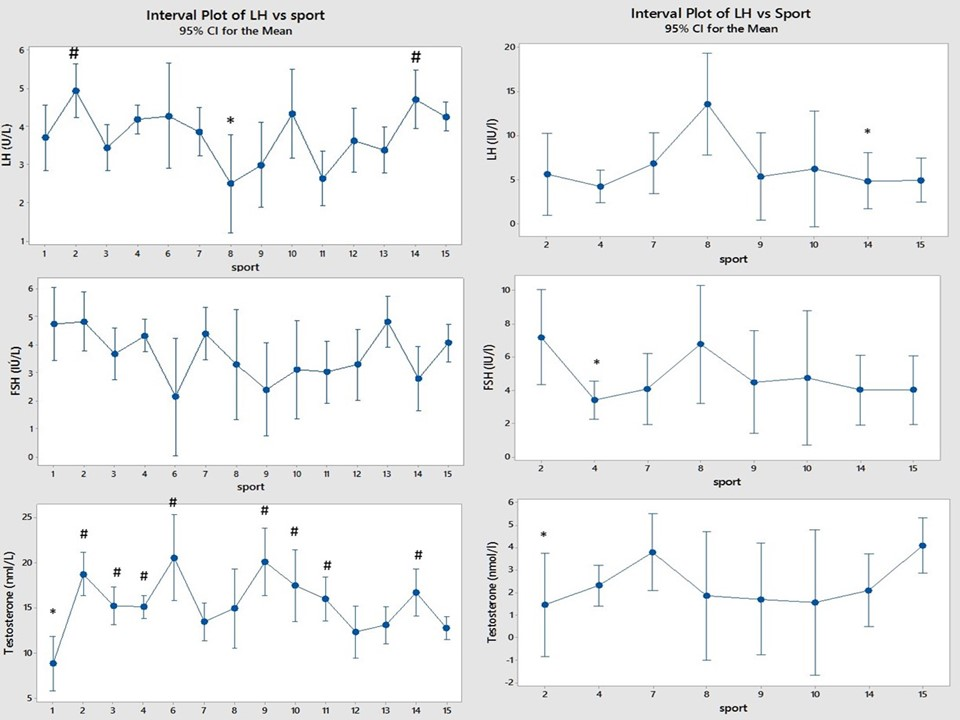 Interval Plot of LH vs sport
95% CI for the Mean
LH (U/L)
6
5
4
3
2
1
#
*
#
1 2 3 4 6 7 8 9 10 11 12 13 14 15
sport
Interval Plot of LH vs Sport
95% CI for the Mean
LH (IU/l)
20
15
10
5
0
*
2 4 7 8 9 10 14 15
sport
FSH (IU/L)
6
5
4
3
2
1
0
1 2 3 4 6 7 8 9 10 11 12 13 14 15
sport
FSH (IU/l)
10
8
6
4
2
0
*
2 4 7 8 9 10 14 15
sport
Testosterone (nml/L)
25
20
15
10
5
*
#
#
#
#
#
#
#
#
1 2 3 4 6 7 8 9 10 11 12 13 14 15
sport
Testosterone (nmol/l)
6
5
4
3
2
1
0
-1
-2
*
2 4 7 8 9 10 14 15
sport